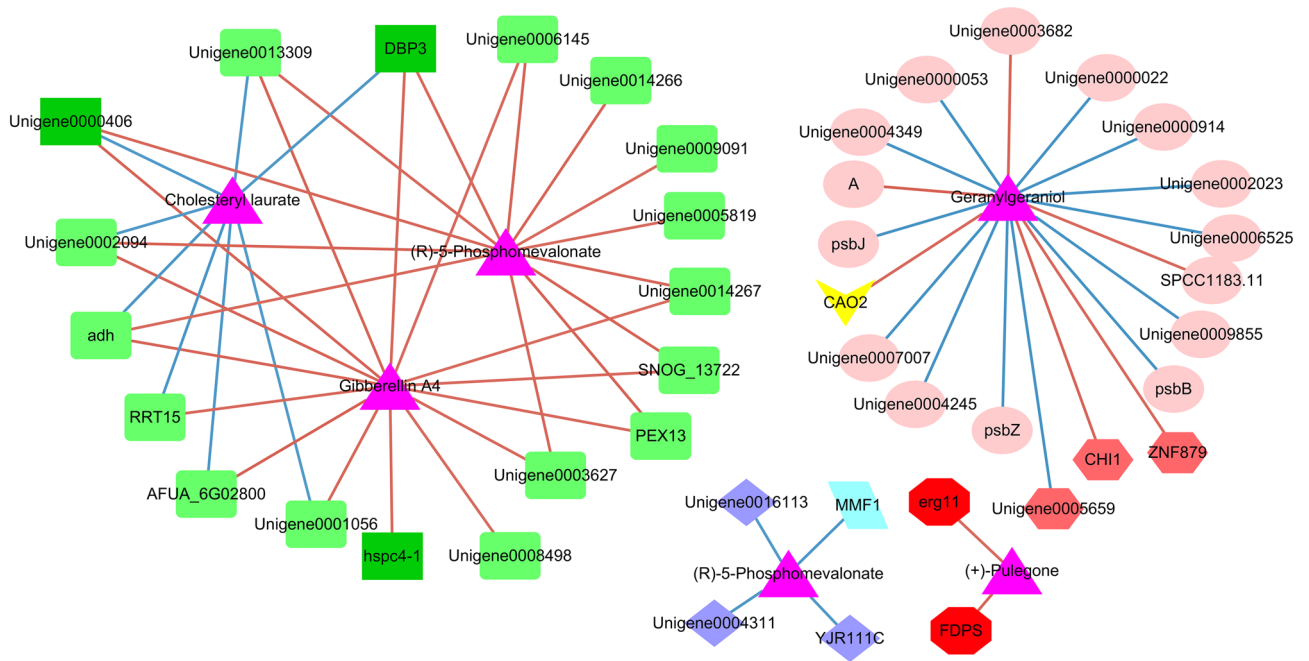 Unigene0003682
Unigene0013309
DBP3
Unigene0006145
Unigene0014266
Unigene0000053
Unigene0000022
Unigene0000406
Unigene0009091
Unigene0004349
Unigene0000914
Cholesteryl laurate
A
Geranylgeraniol
Unigene0002023
Unigene0005819
Unigene0002094
(R)-5-Phosphomevalonate
psbJ
Unigene0006525
SPCC1183.11
Unigene0014267
CAO2
adh
Unigene0009855
Unigene0007007
SNOG_13722
Gibberellin A4
psbB
Unigene0004245
RRT15
PEX13
psbZ
CHI1
ZNF879
Unigene0003627
AFUA_6G02800
Unigene0016113
MMF1
erg11
Unigene0005659
Unigene0001056
hspc4-1
Unigene0008498
(R)-5-Phosphomevalonate
(+)-Pulegone
Unigene0004311
YJR111C
FDPS